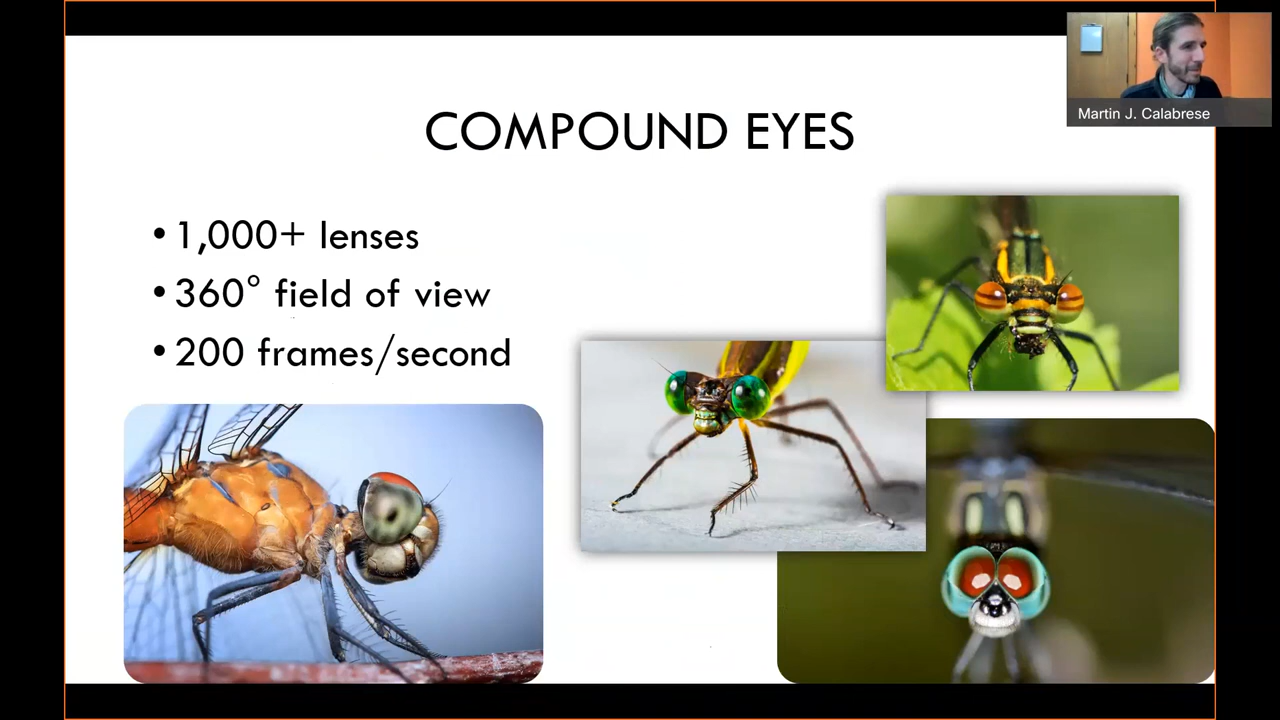 COMPOUND EYES
• 1,000+ lenses
• 360° field of view
• 200 frames/second
Martin J. Calabrese